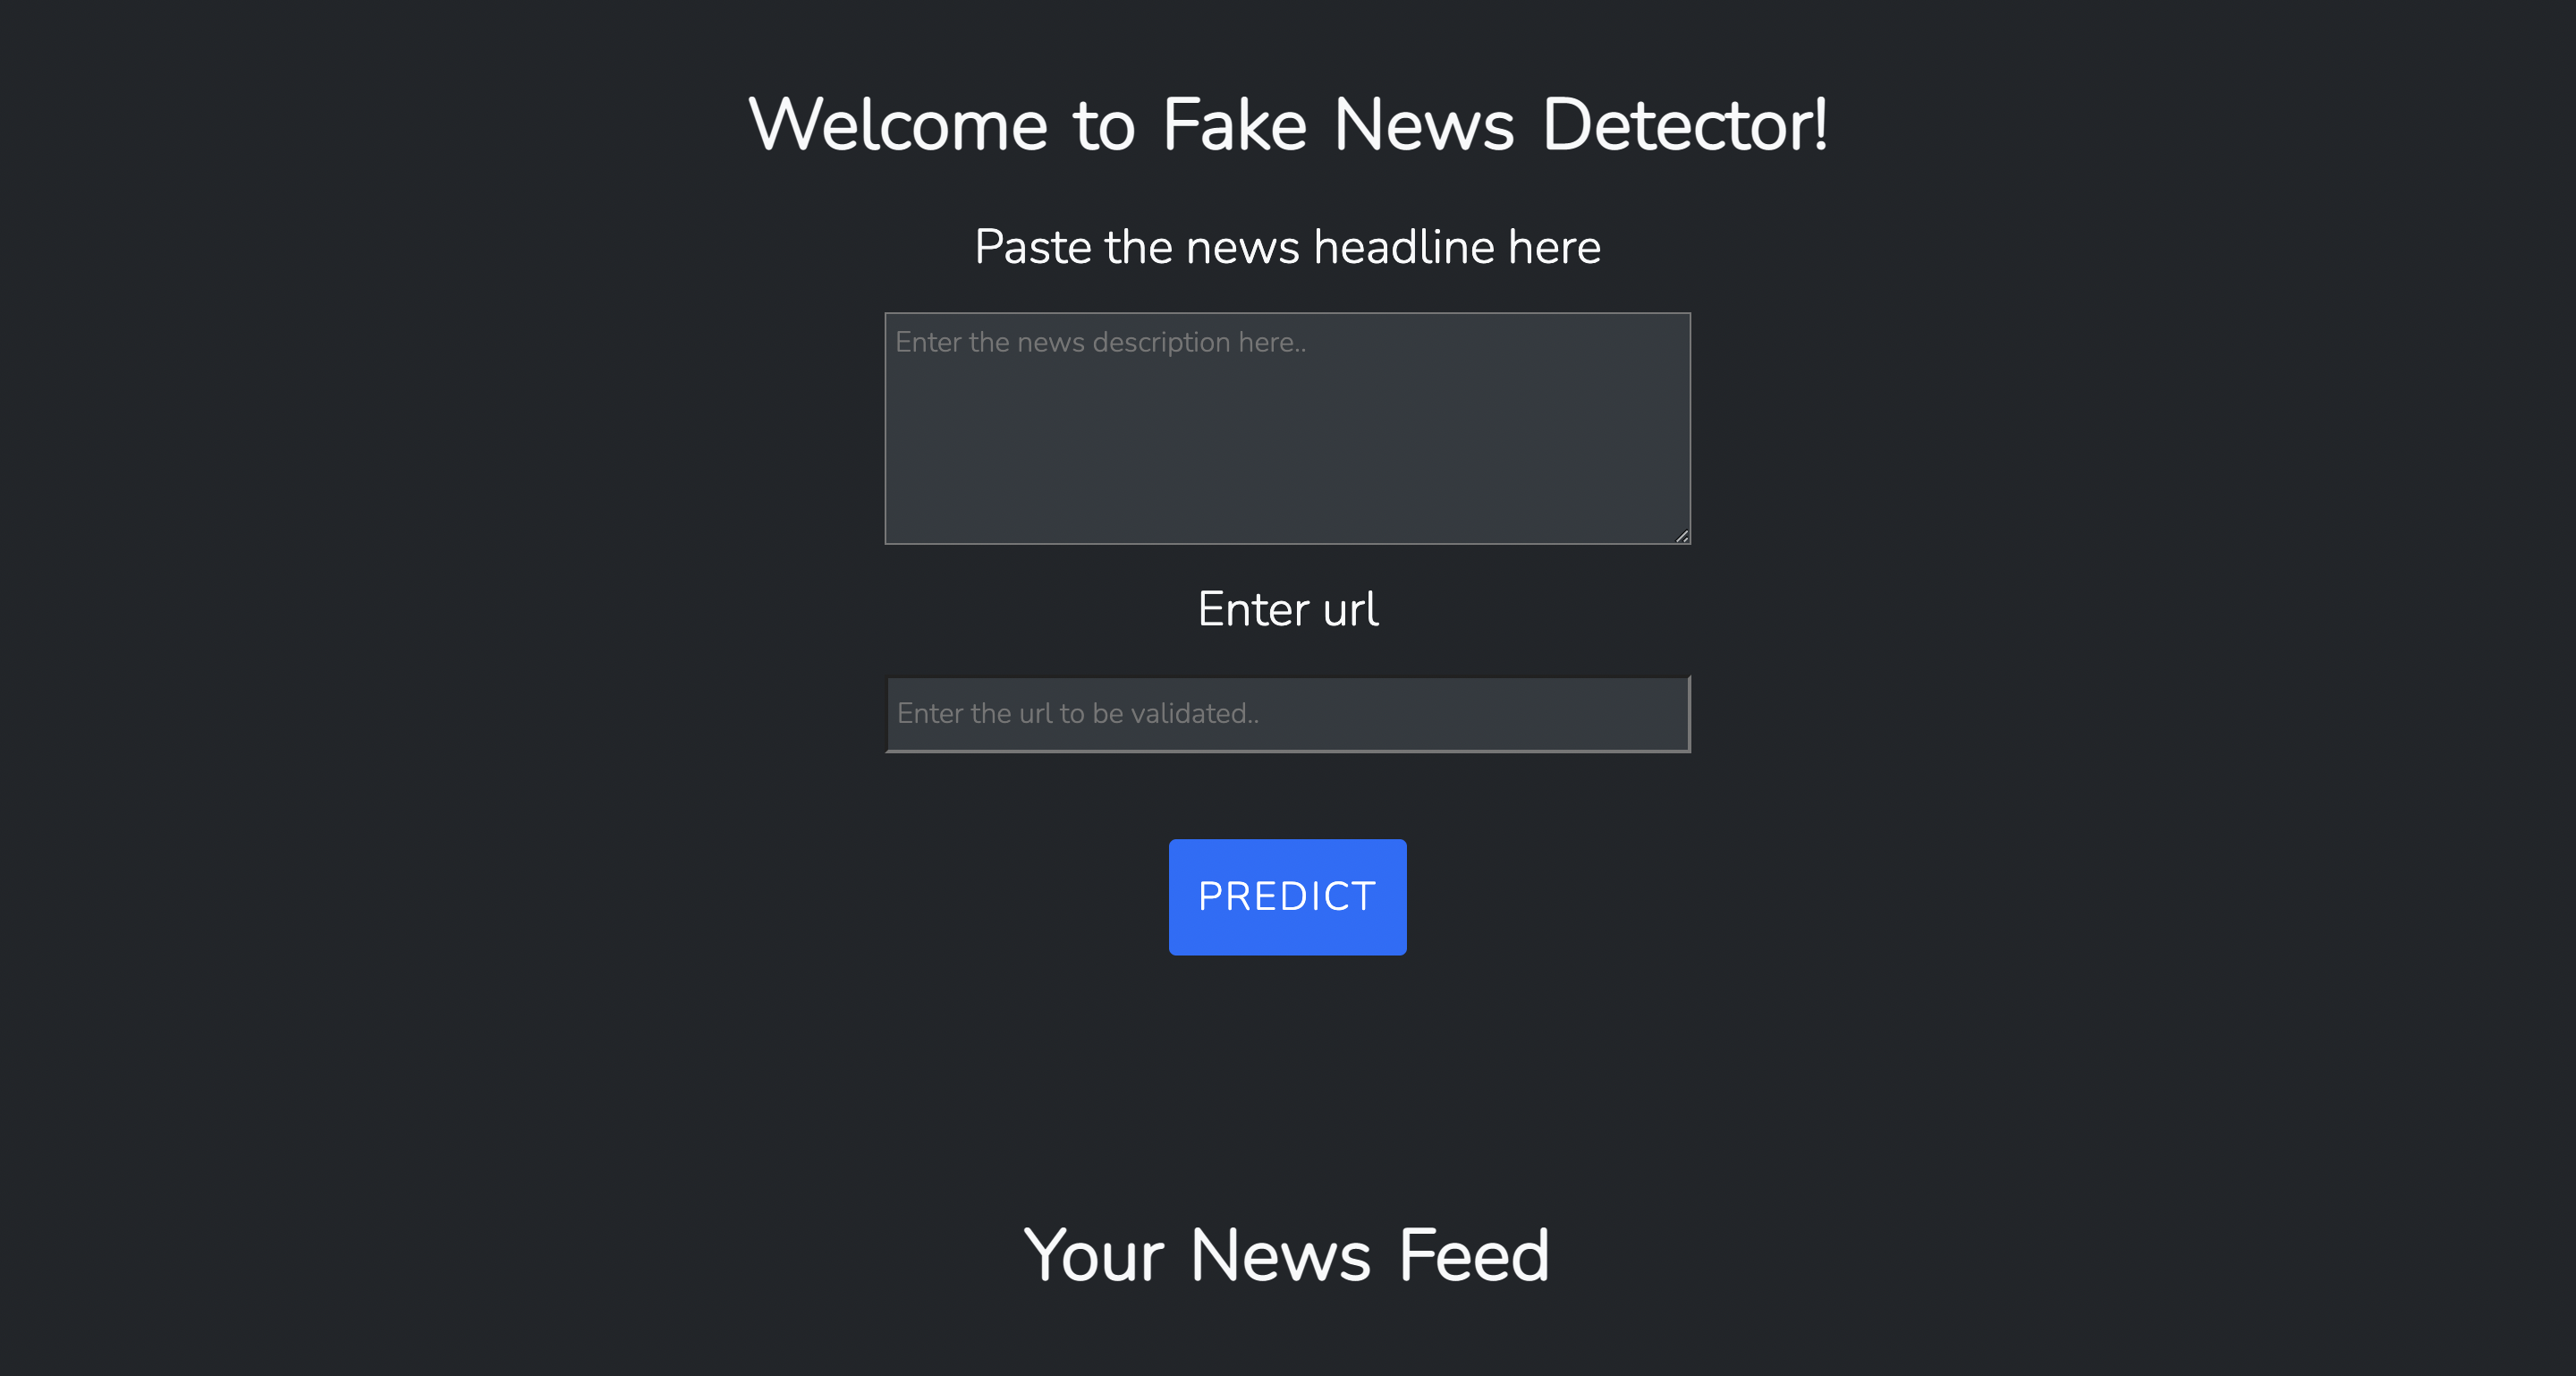 Welcome to Fake News Detector!
Paste the news headline here
Enter the news description here..
Enter url
Enter the url to be validated..
PREDICT
Your News Feed